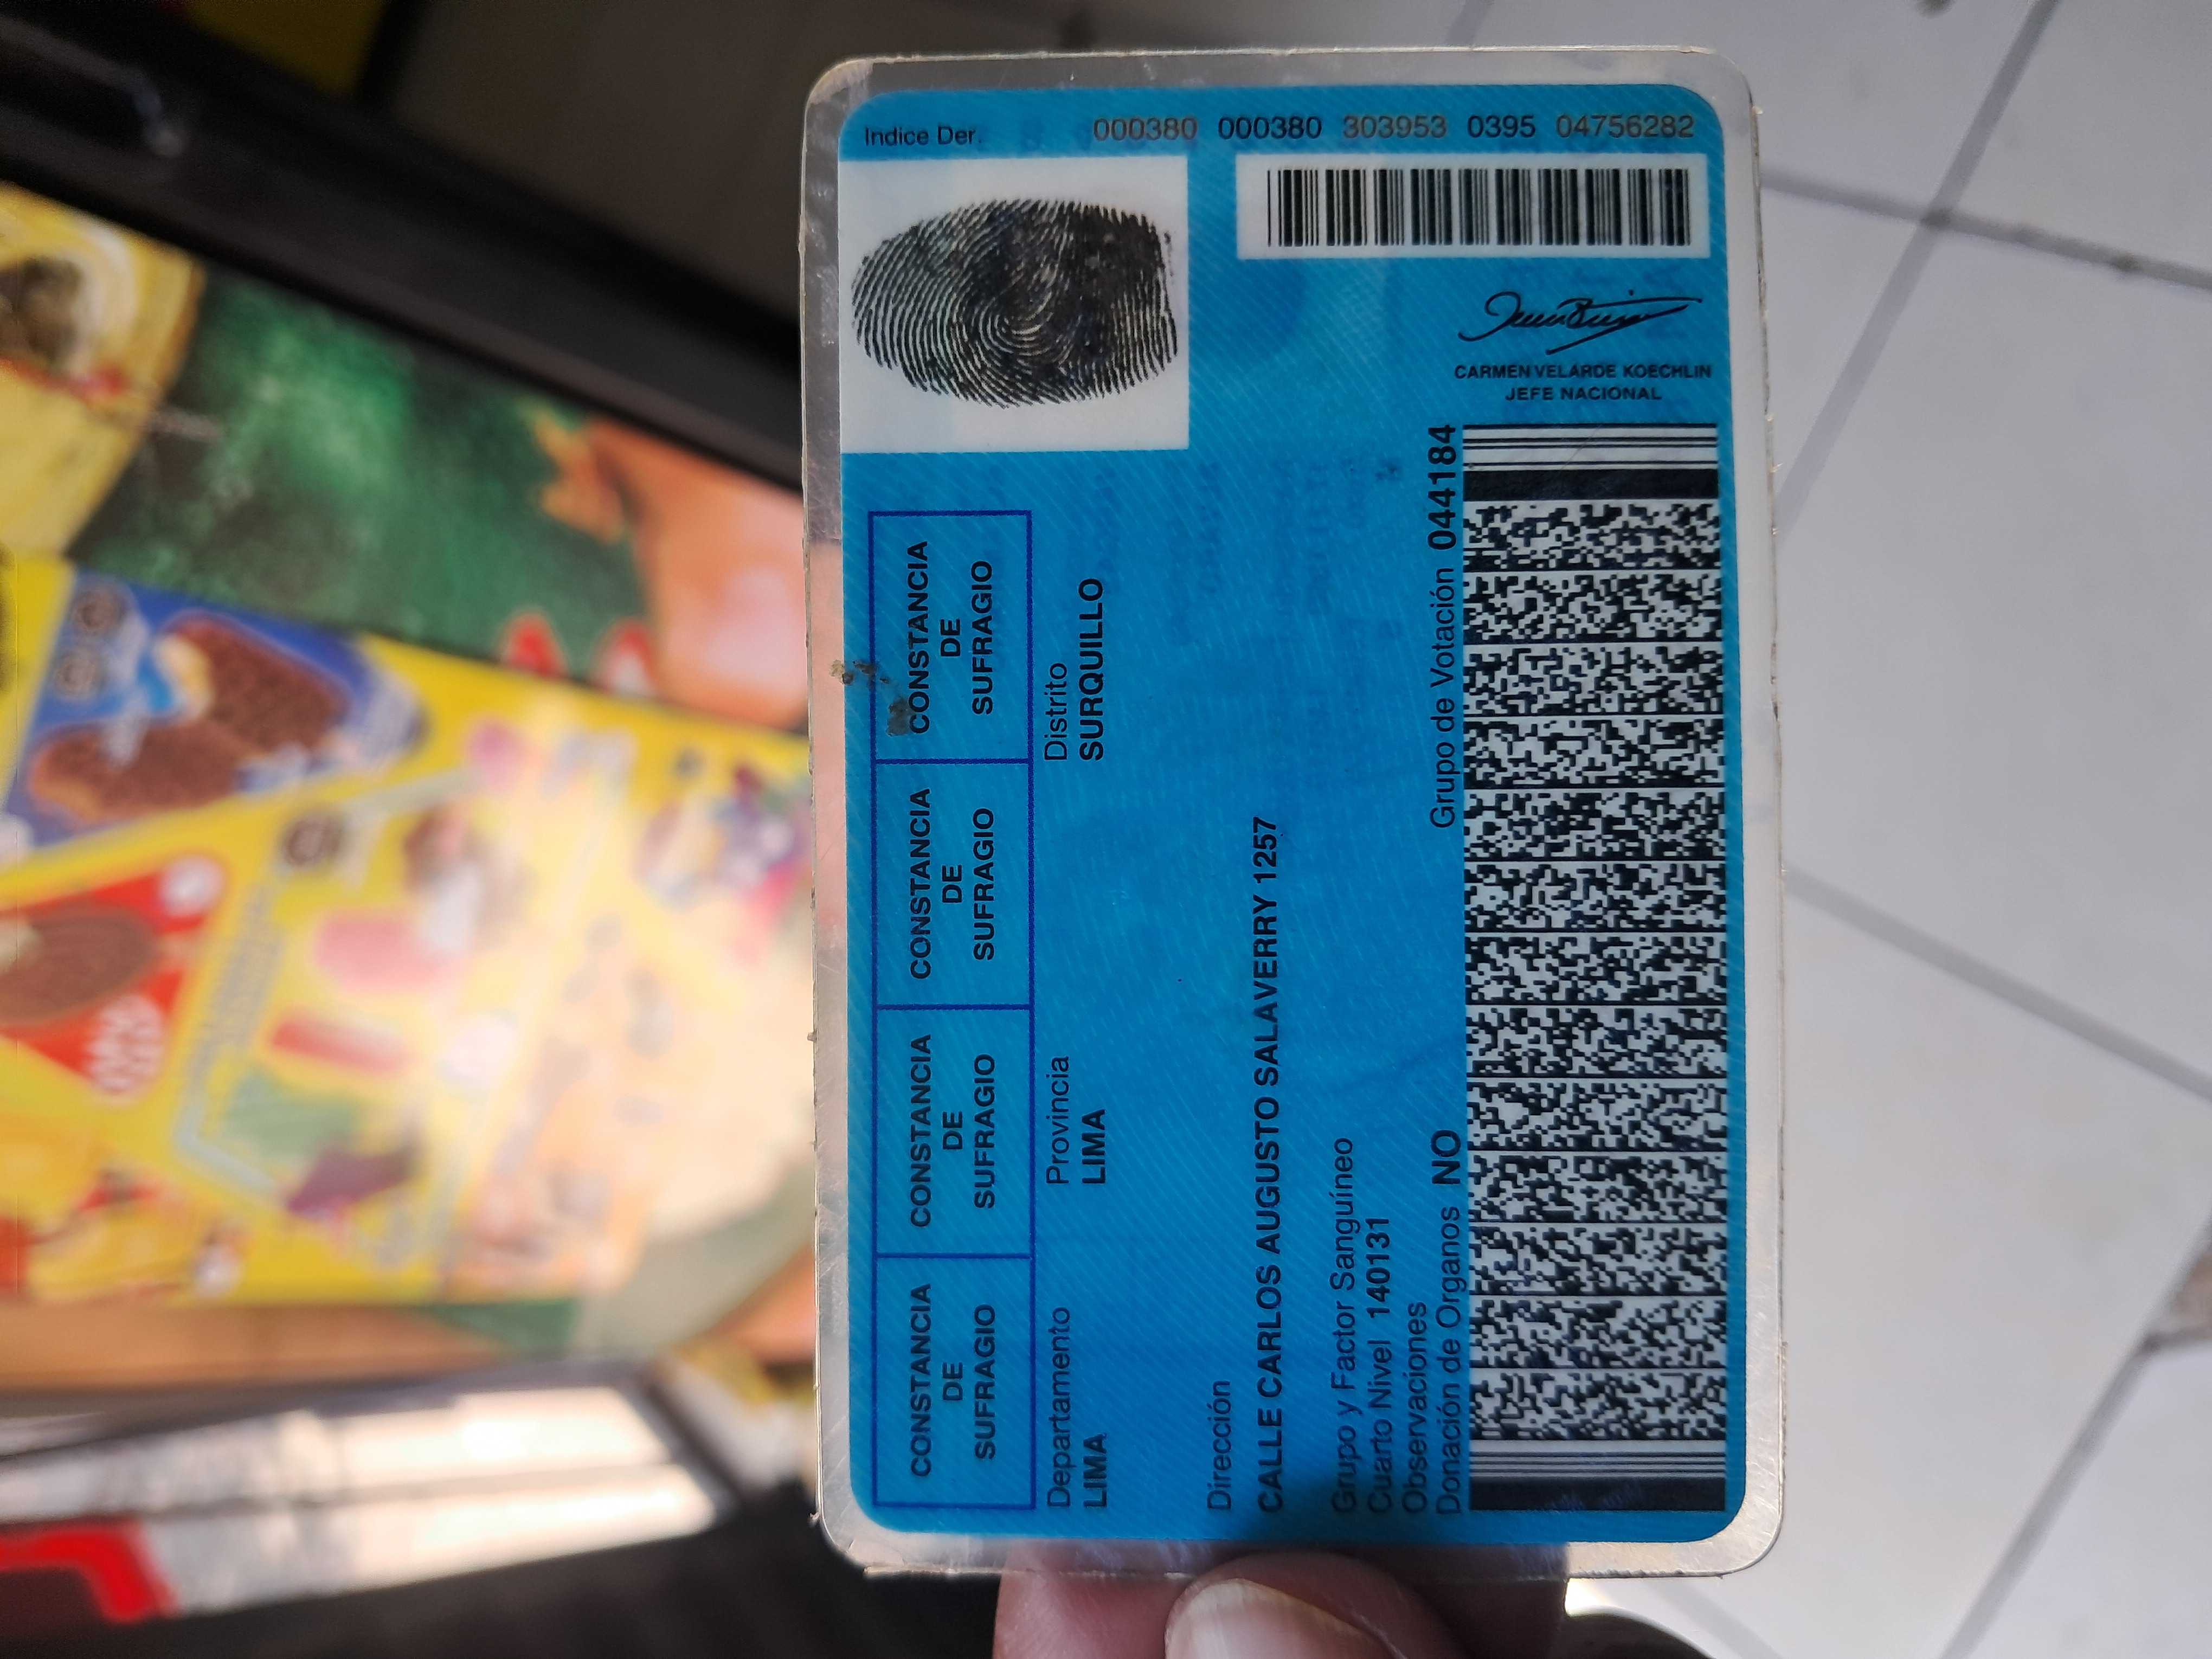 Indice Der. 000380 000380 303953 0395 04756282
CARMEN VELARDE KOECHLIN
JEFE NACIONAL
CONSTANCIA DE SUFRAGIO
CONSTANCIA DE SUFRAGIO
CONSTANCIA DE SUFRAGIO
CONSTANCIA DE SUFRAGIO
Departamento Provincia Distrito
LIMA LIMA SURQUILLO
Dirección
CALLE CARLOS AUGUSTO SALAVERRY 1257
Grupo y Factor Sanguíneo
Cuarto Nivel 140131
Observaciones
Donación de Organos NO Grupo de Votación 044184